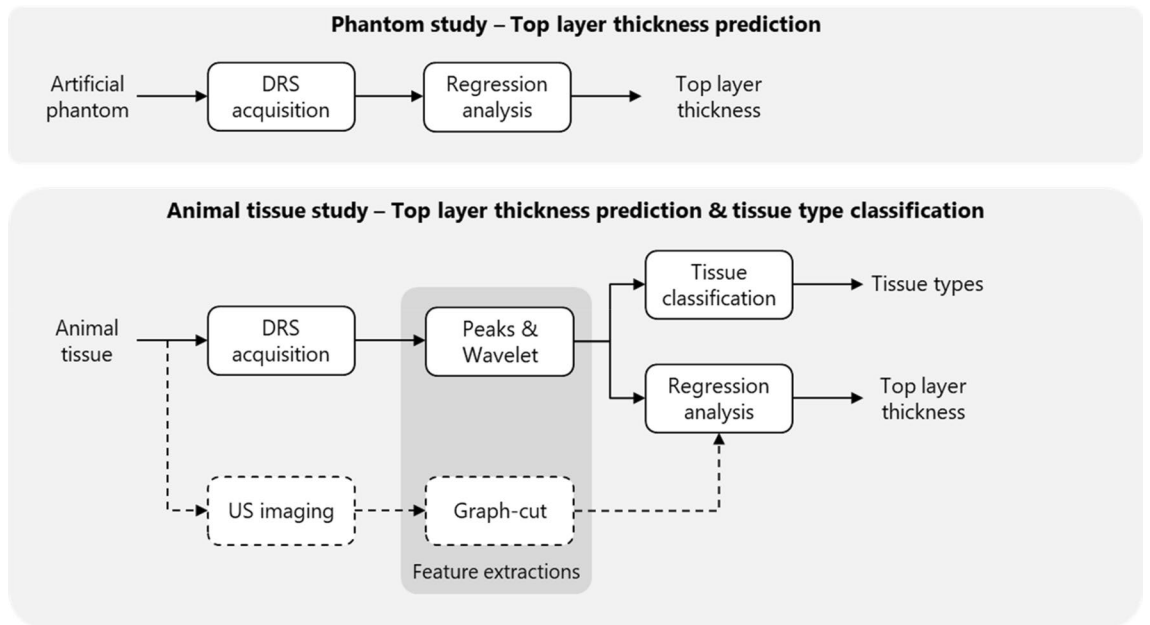 Phantom study – Top layer thickness prediction
Artificial
phantom
DRS
acquisition
Regression
analysis
Top layer
thickness
Animal tissue study – Top layer thickness prediction & tissue type classification
Animal
tissue
DRS
acquisition
Peaks &
Wavelet
Tissue
classification
Tissue types
Regression
analysis
Top layer
thickness
US imaging
Graph-cut
Feature extractions